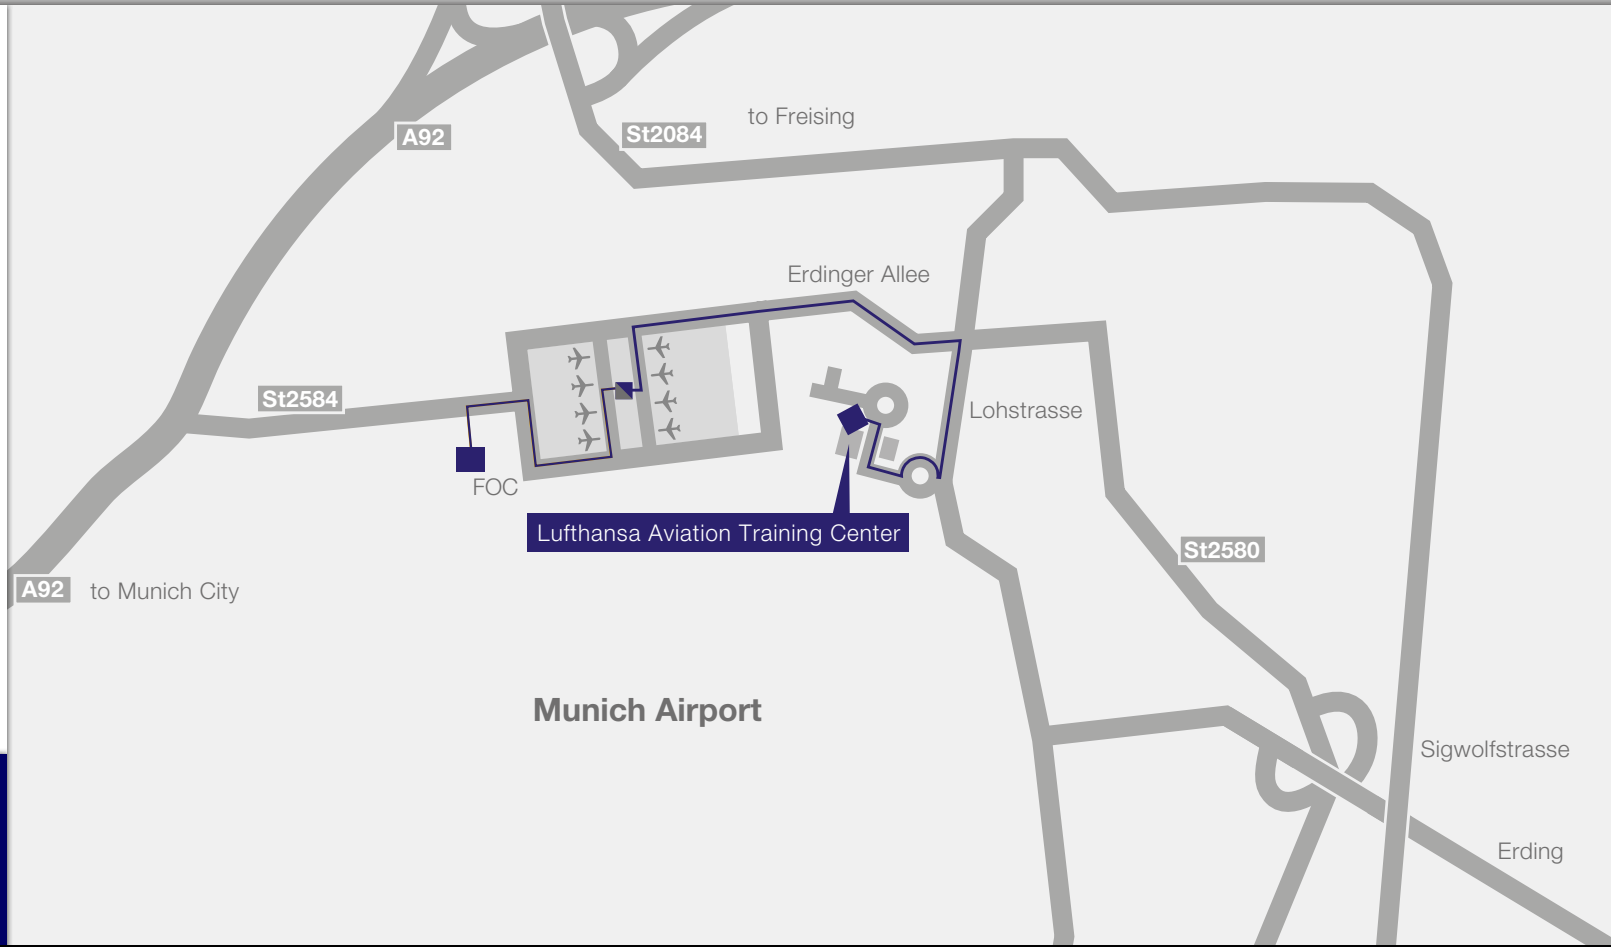 to Freising
St2084
A92
Erdinger Allee
St2584
Lohstrasse
FOC
Lufthansa Aviation Training Center
St2580
A92
to Munich City
Munich Airport
Sigwolfstrasse
Erding